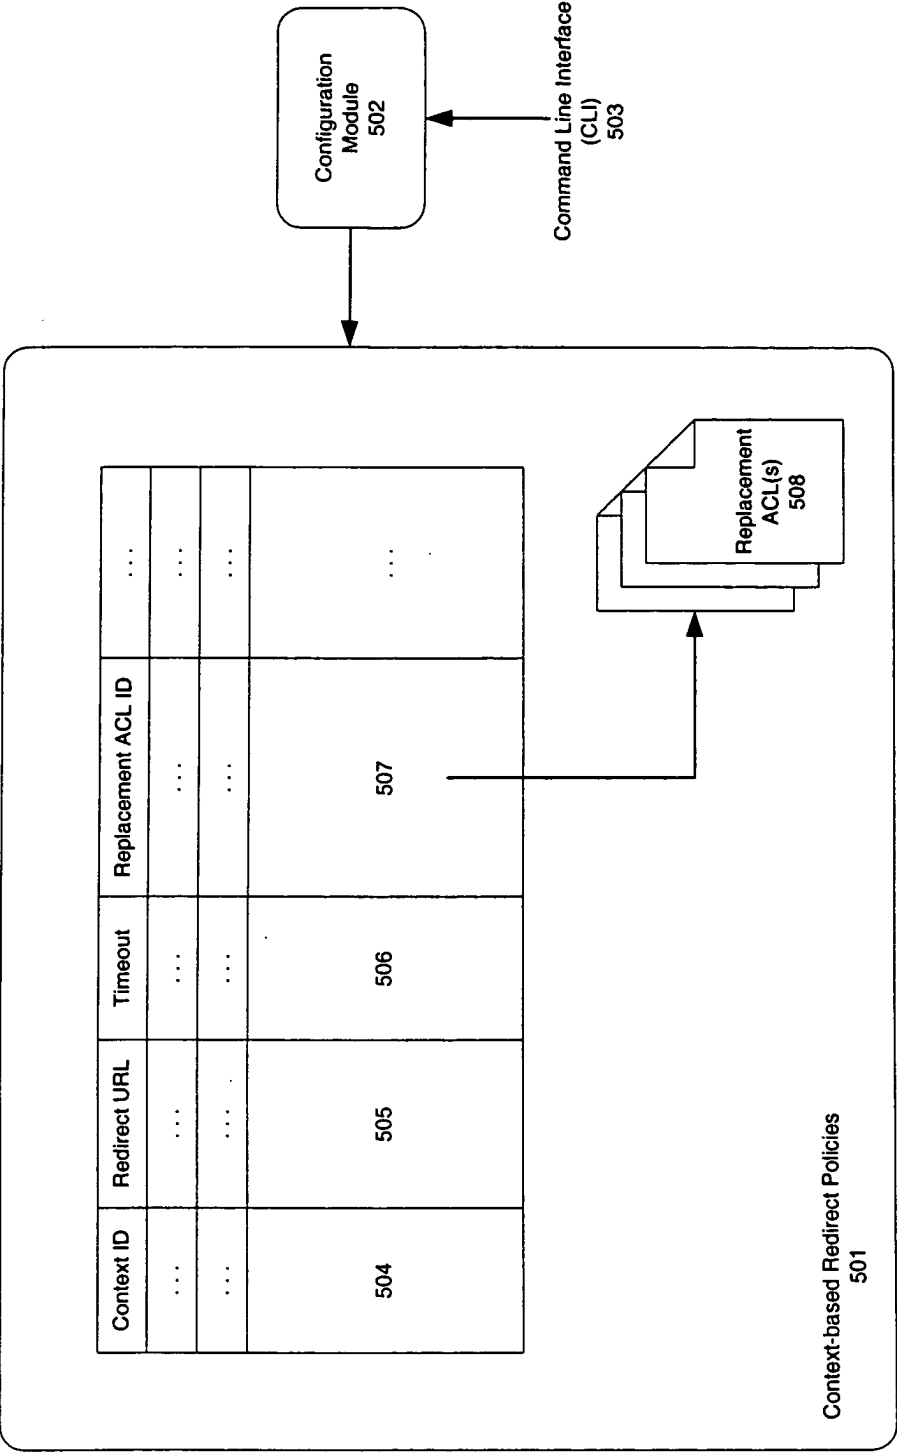 Configuration
Module
502
Command Line Interface
(CLI)
503
Context ID Redirect URL Timeout Replacement ACL ID ...
... ... ... ... ...
... ... ... ... ...
504 505 506 507 ...
Replacement
ACL(s)
508
Context-based Redirect Policies
501